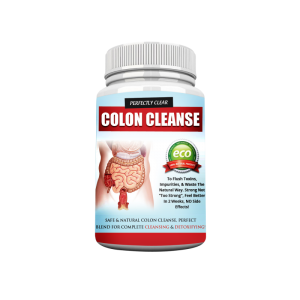 PERFECTLY CLEAR
COLON CLEANSE
eco
To Flush Toxins,
Impurities, & Waste The
Natural Way. Strong Not
"Too Strong". Feel Better
In 2 Weeks, NO Side
Effects!
SAFE & NATURAL COLON CLEANSE. PERFECT
BLEND FOR COMPLETE CLEANSING & DETOXIFYING